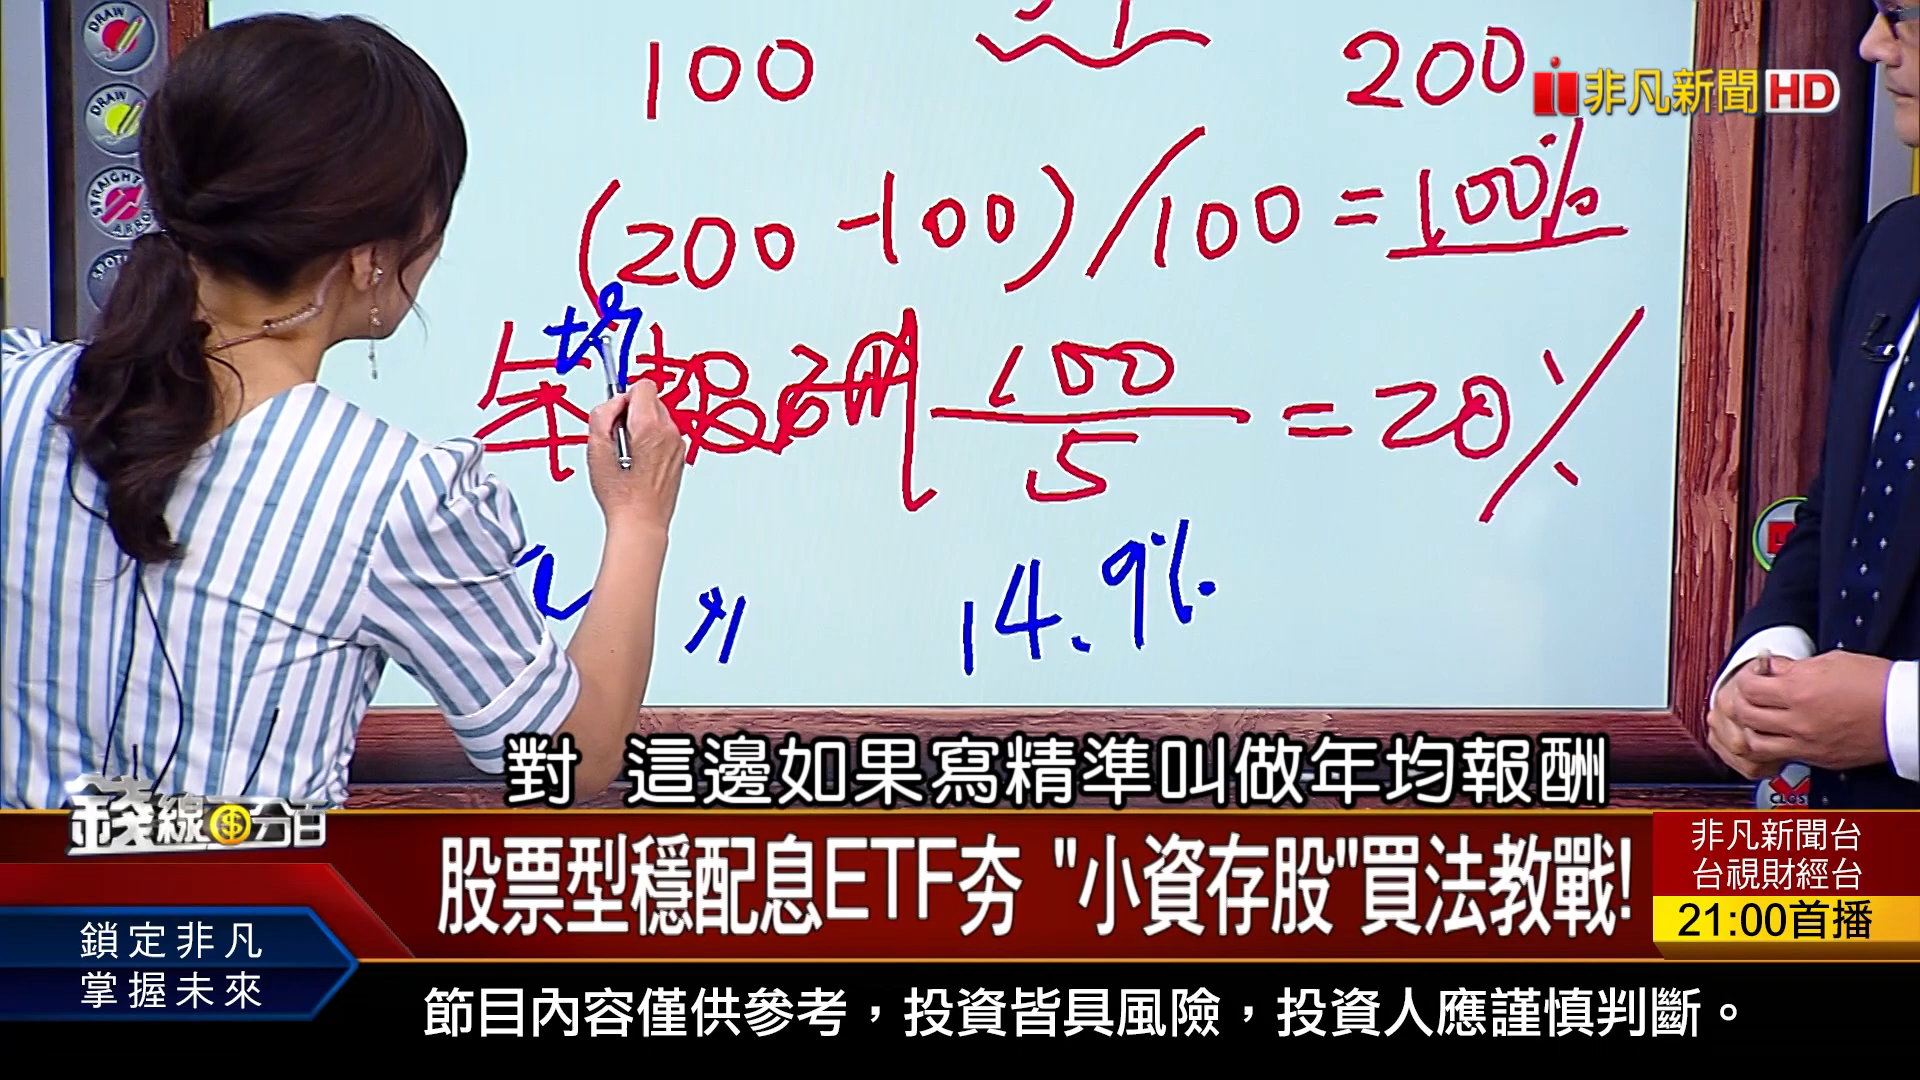 DRAW
100
200
非凡新聞HD
DRAW
(200-100)/100=100%
STRAIGHT
SPOT
均
年報酬 100/5 = 20%
14.9%
對 這邊如果寫精準叫做年均報酬
CLOS
錢線百分百
股票型穩配息ETF夯 "小資存股"買法教戰!
非凡新聞台
台視財經台
21:00首播
鎖定非凡
掌握未來
節目內容僅供參考，投資皆具風險，投資人應謹慎判斷。